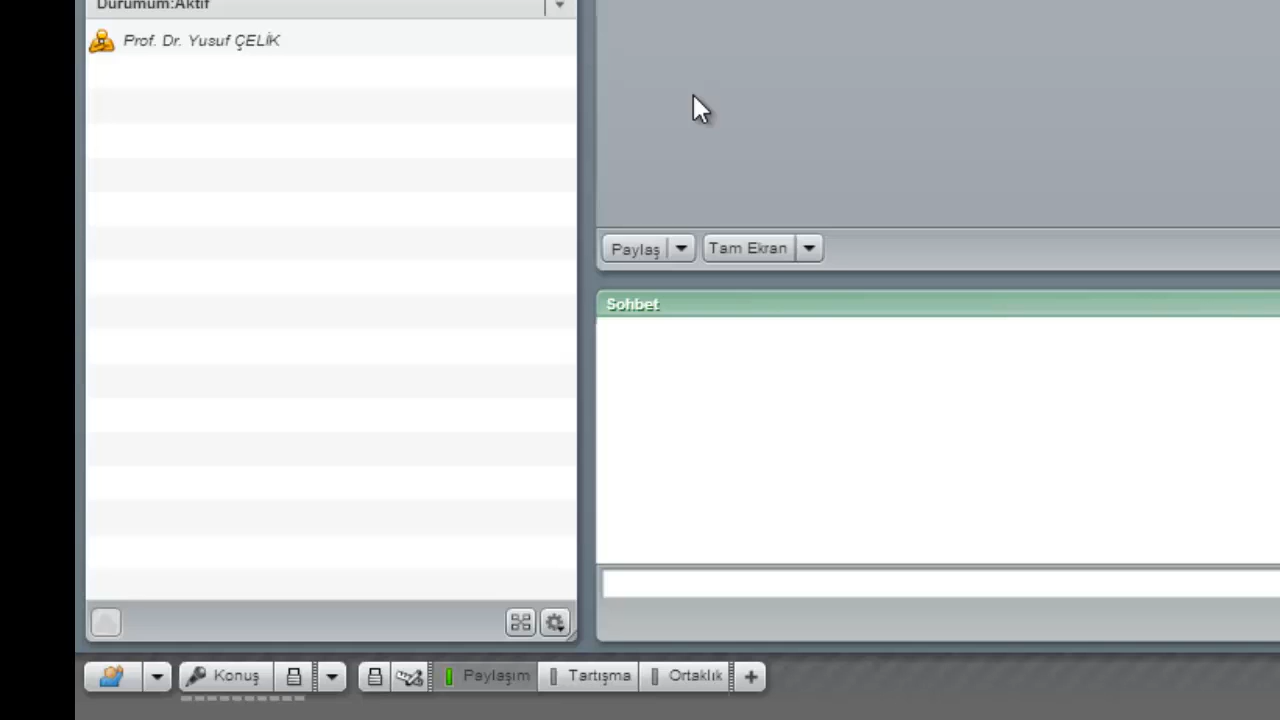 Durumum:Aktif
Prof. Dr. Yusuf ÇELİK
Paylaş
Tam Ekran
Sohbet
Konuş
Paylaşım
Tartışma
Ortaklık